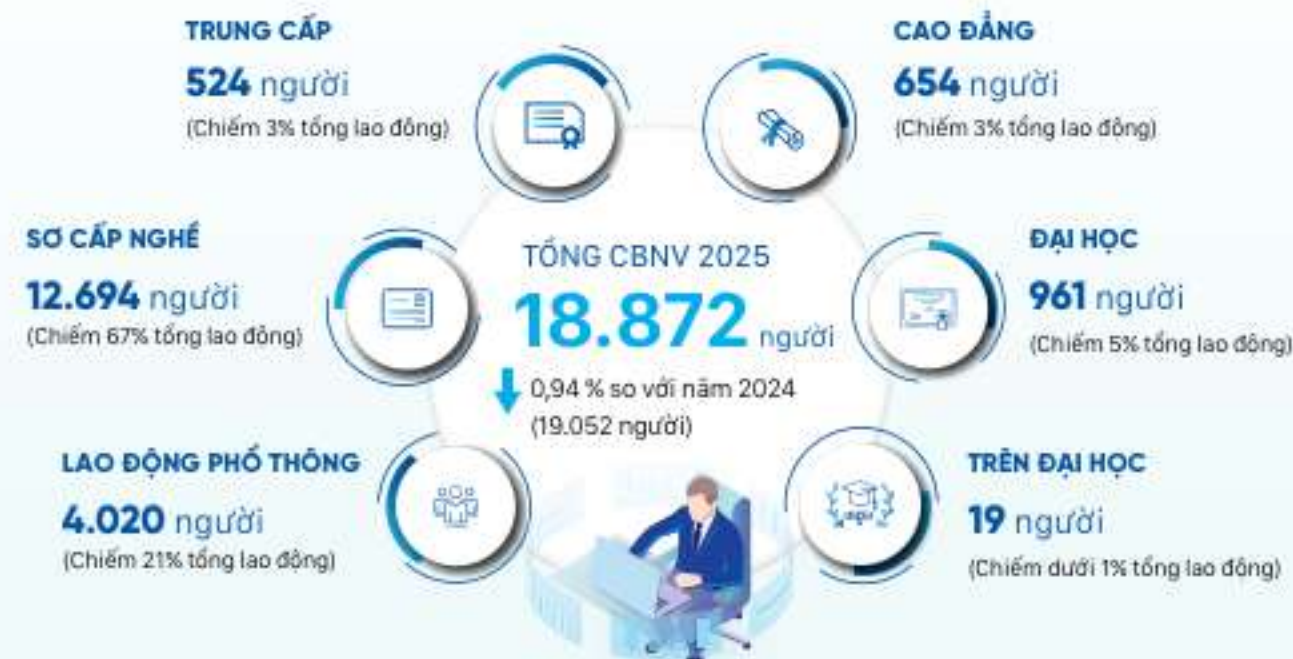 TRUNG CẤP
524 người
(Chiếm 3% tổng lao động)
CAO ĐẲNG
654 người
(Chiếm 3% tổng lao động)
SƠ CẤP NGHỀ
12.694 người
(Chiếm 67% tổng lao động)
TỔNG CBNV 2025
18.872 người
0,94 % so với năm 2024
(19.052 người)
ĐẠI HỌC
961 người
(Chiếm 5% tổng lao động)
LAO ĐỘNG PHỔ THÔNG
4.020 người
(Chiếm 21% tổng lao động)
TRÊN ĐẠI HỌC
19 người
(Chiếm dưới 1% tổng lao động)